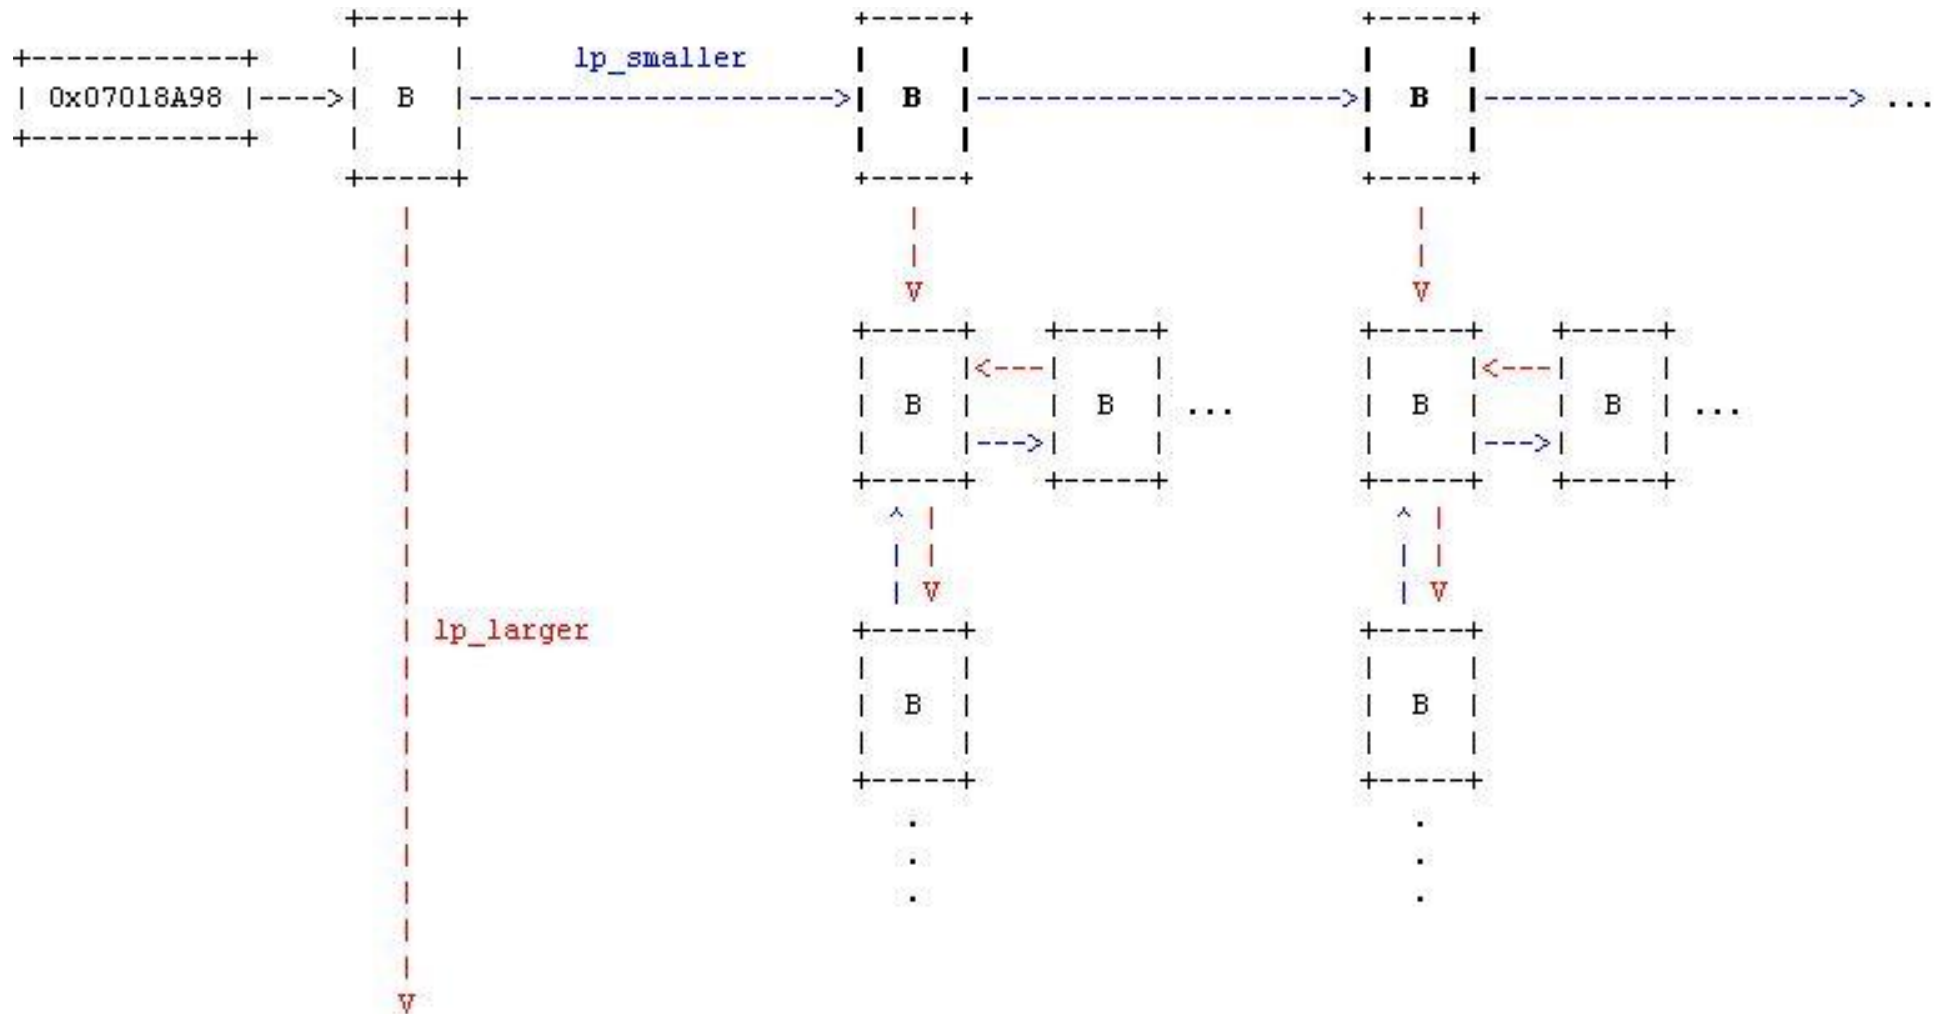 lp_smaller
0x07018A98 B B B ...
B B ... B B ...
lp_larger
B B